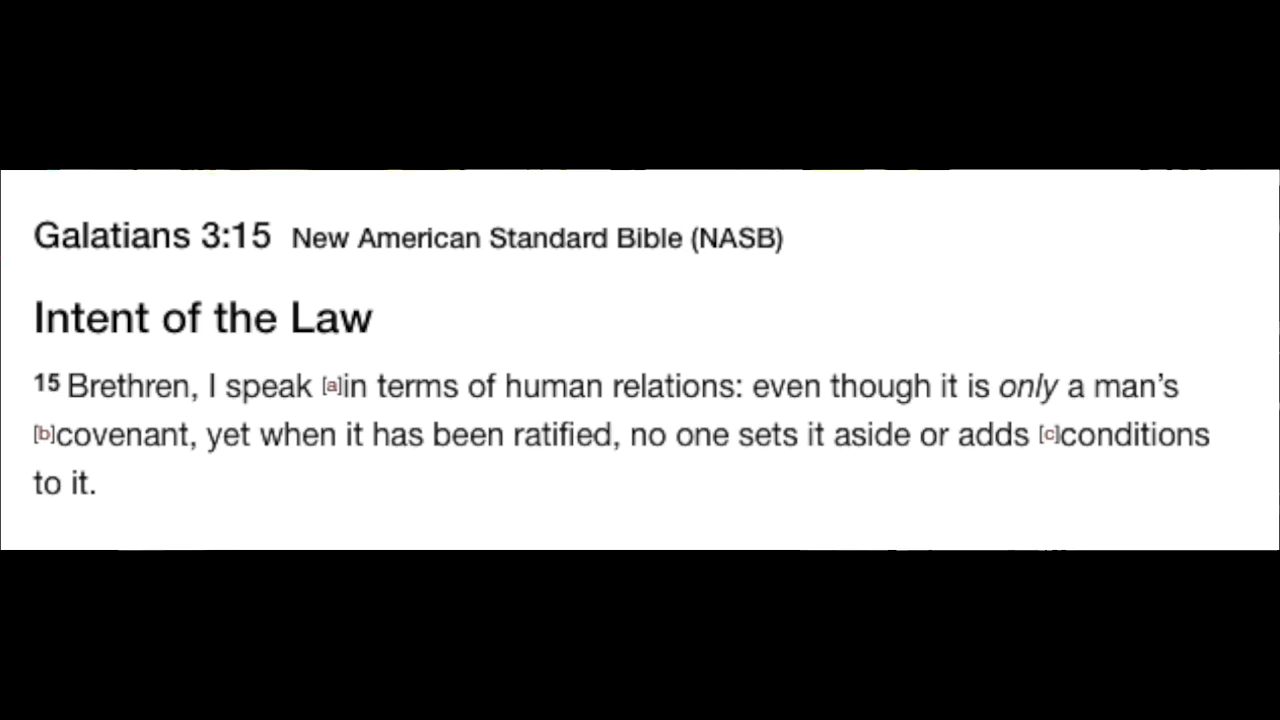 Galatians 3:15 New American Standard Bible (NASB)
Intent of the Law
15 Brethren, I speak [a]in terms of human relations: even though it is only a man’s
[b]covenant, yet when it has been ratified, no one sets it aside or adds [c]conditions
to it.